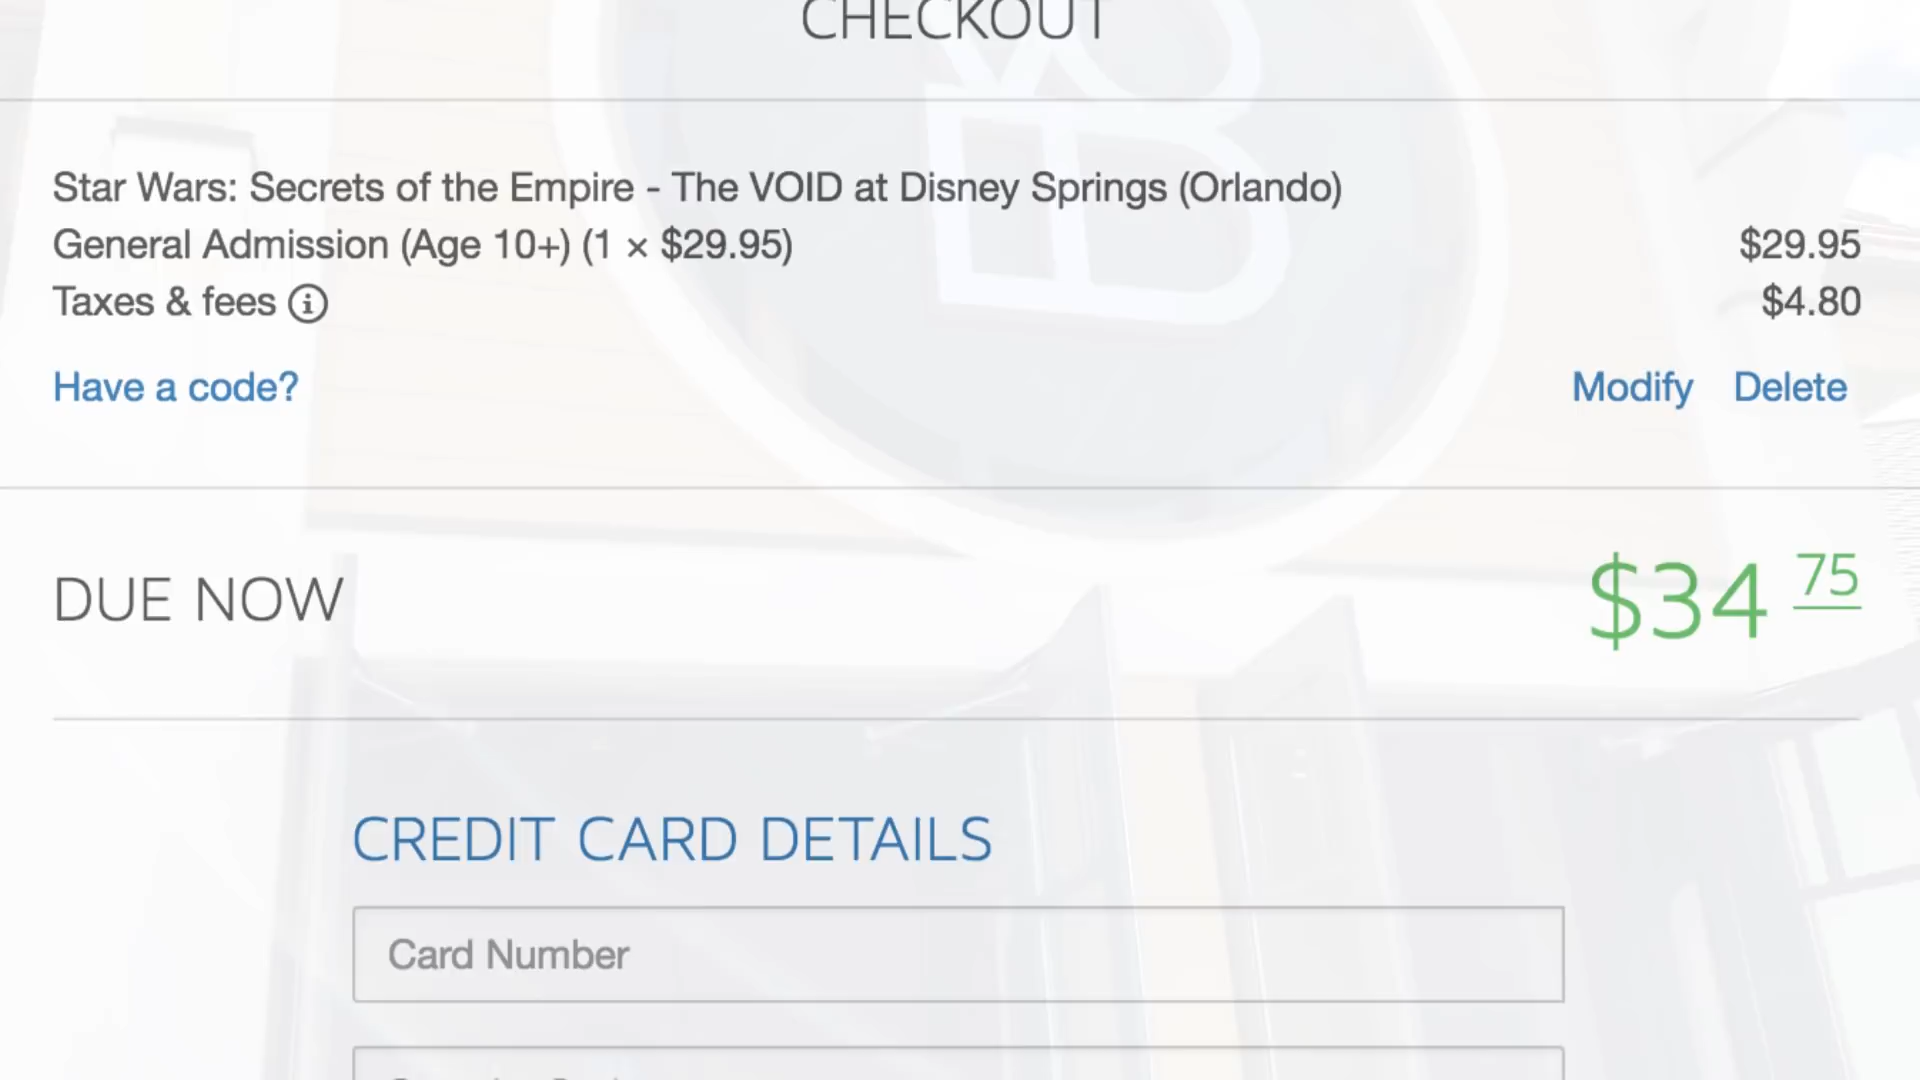 CHECKOUT
Star Wars: Secrets of the Empire - The VOID at Disney Springs (Orlando)
General Admission (Age 10+) (1 × $29.95) $29.95
Taxes & fees $4.80
Have a code? Modify Delete
DUE NOW $34 75
CREDIT CARD DETAILS
Card Number